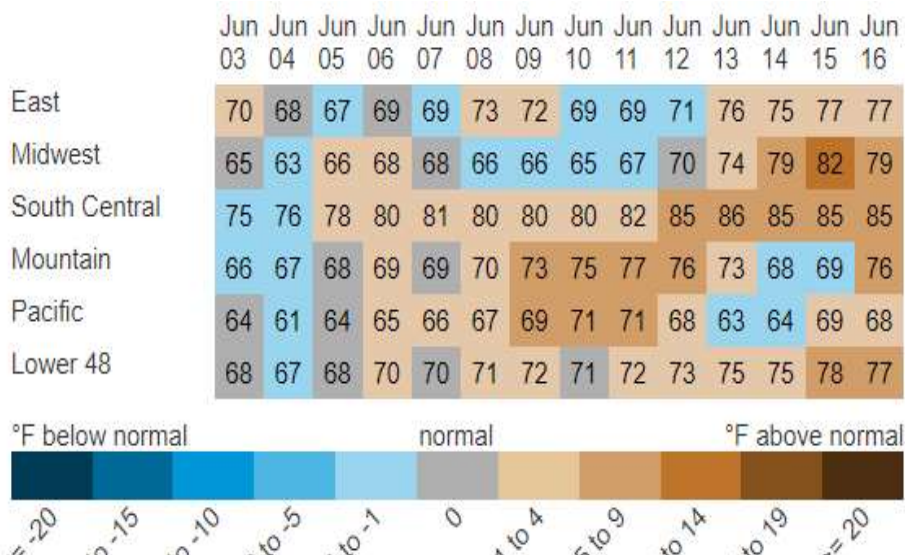 Jun Jun Jun Jun Jun Jun Jun Jun Jun Jun Jun Jun Jun Jun
03 04 05 06 07 08 09 10 11 12 13 14 15 16
East 70 68 67 69 69 73 72 69 69 71 76 75 77 77
Midwest 65 63 66 68 68 66 66 65 67 70 74 79 82 79
South Central 75 76 78 80 81 80 80 80 82 85 86 85 85 85
Mountain 66 67 68 69 69 70 73 75 77 76 73 68 69 76
Pacific 64 61 64 65 66 67 69 71 71 68 63 64 69 68
Lower 48 68 67 68 70 70 71 72 71 72 73 75 75 78 77
°F below normal normal °F above normal
= -20 to -15 to -10 to -5 to -1 0 1 to 4 5 to 9 to 14 to 19 = 20